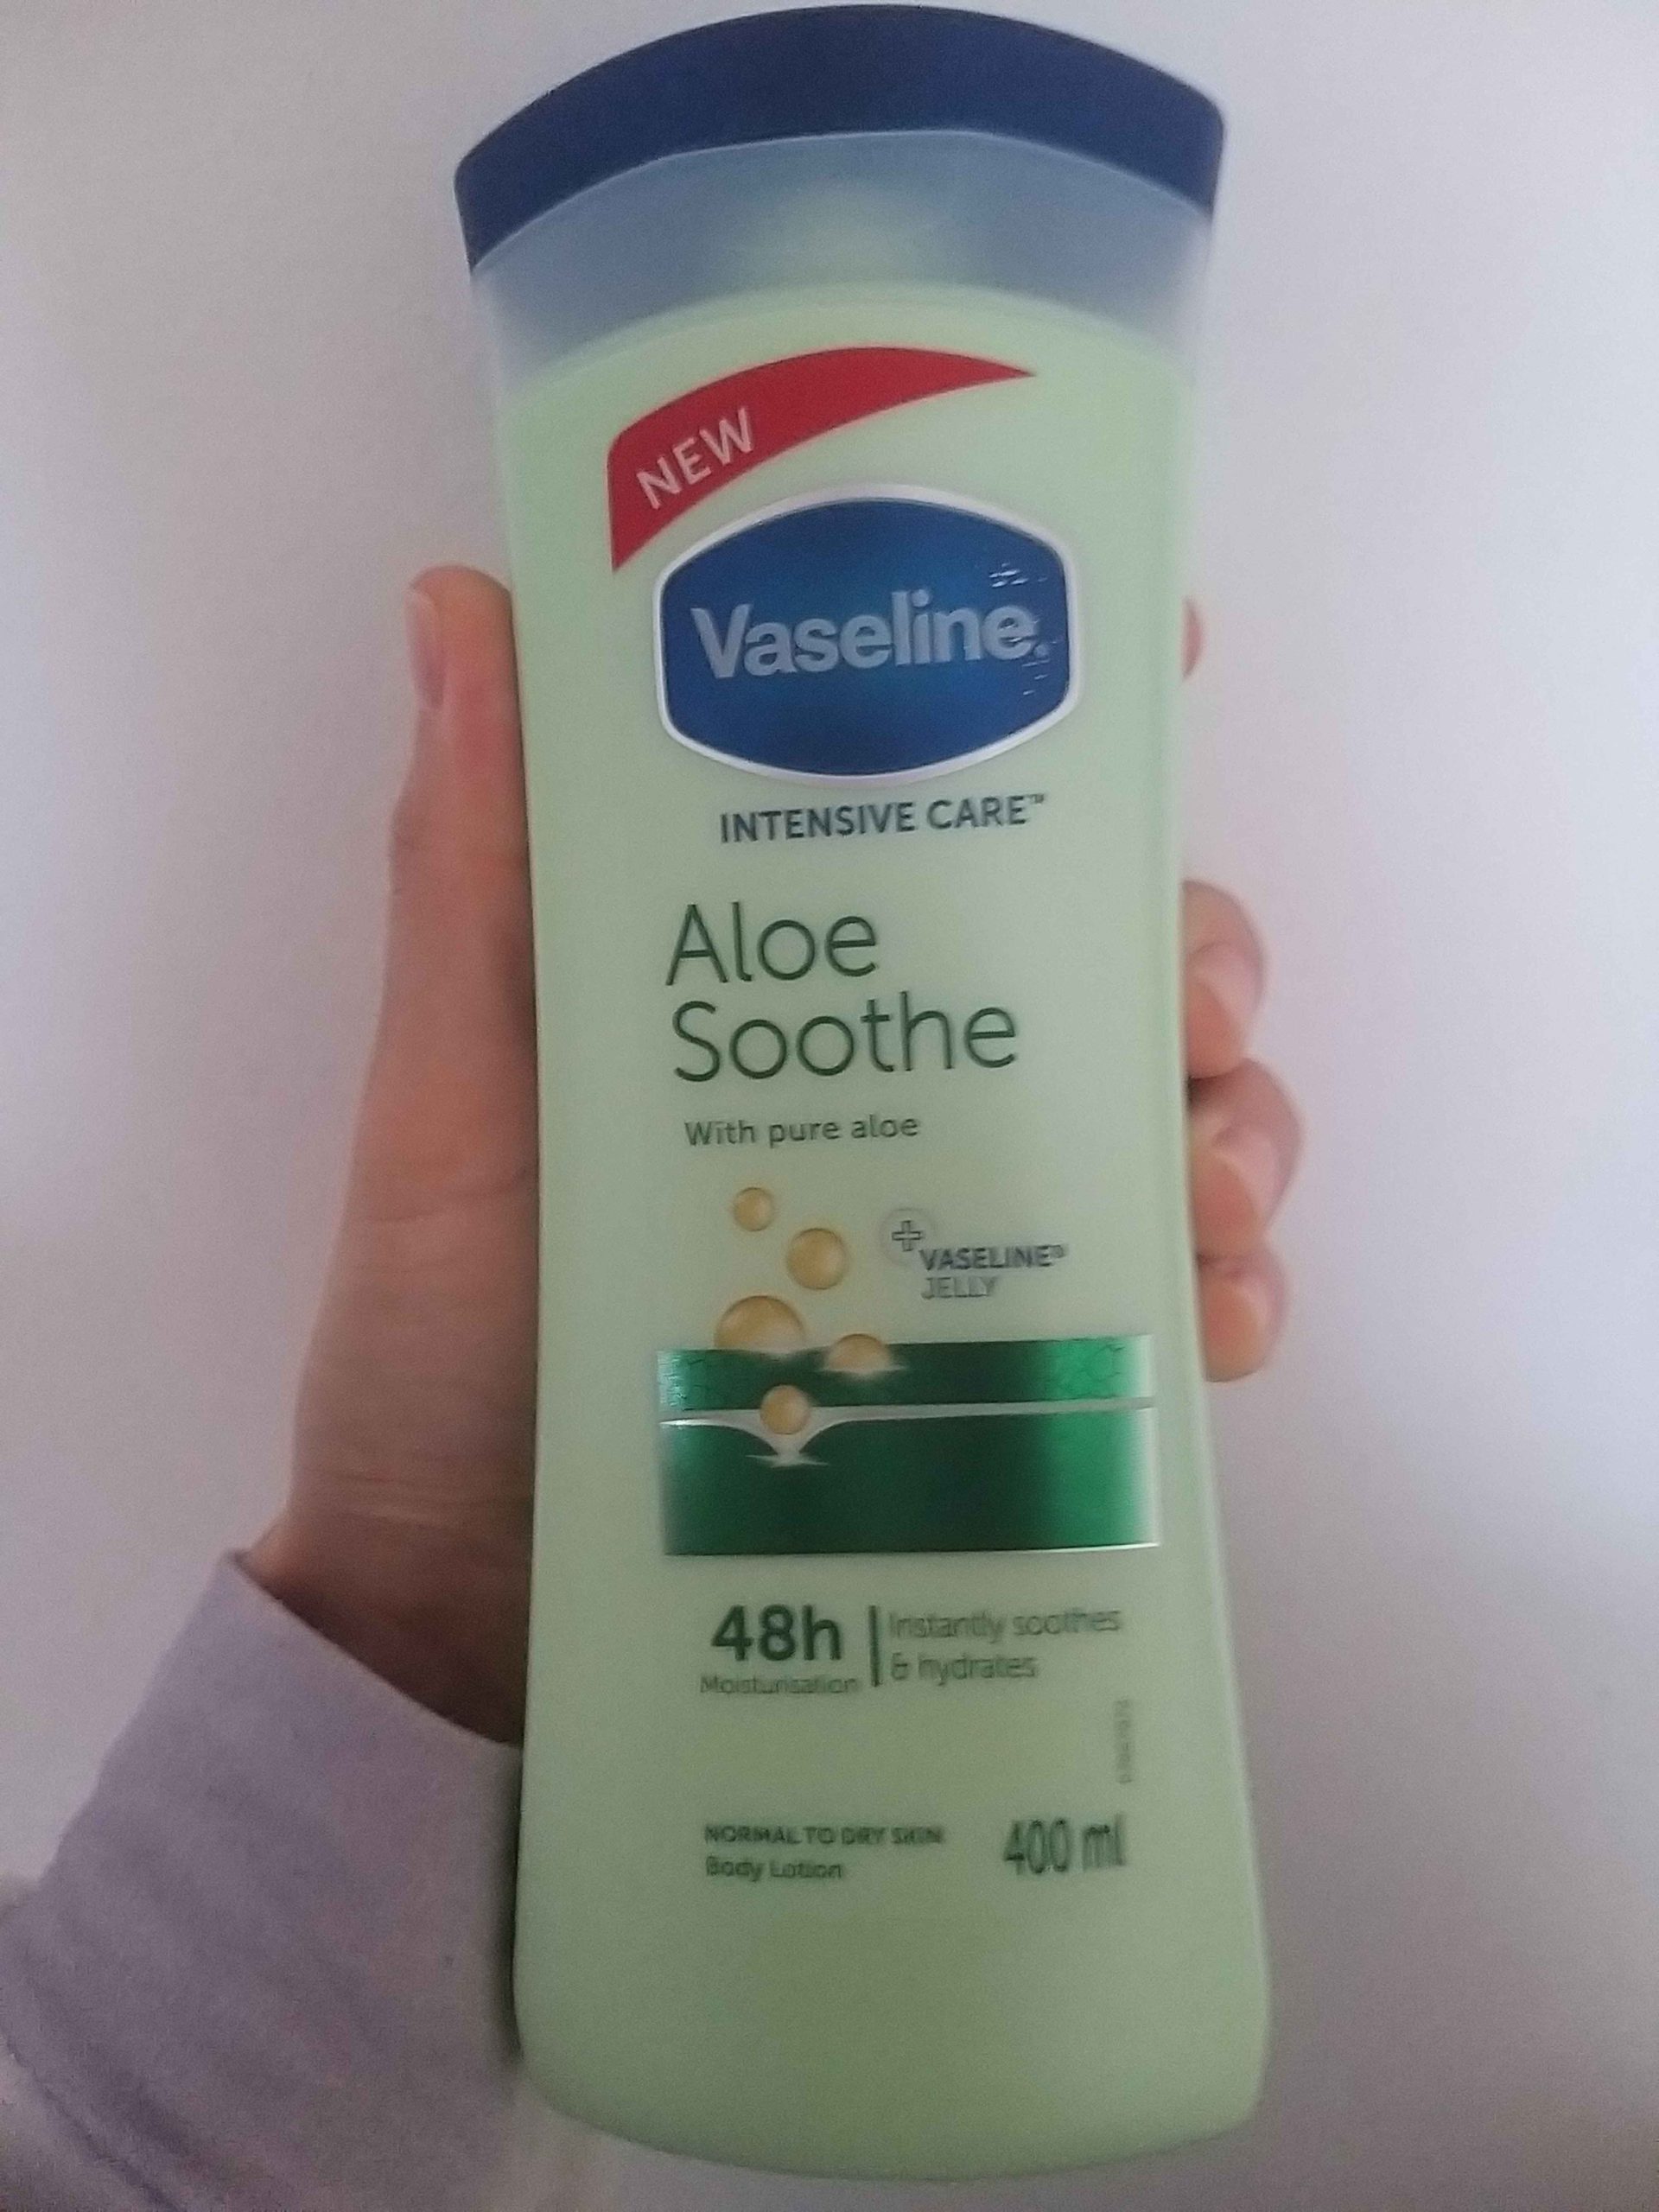 NEW
Vaseline.
INTENSIVE CARE™
Aloe
Soothe
With pure aloe
VASELINE®
JELLY
48h
Moisturisation
Instantly soothes
& hydrates
NORMAL TO DRY SKIN
Body Lotion
400 ml